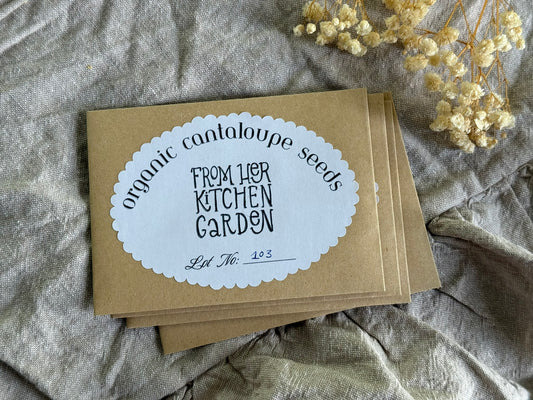 organic cantaloupe seeds
FROM HER
KITCHEN
GARDEN
Lot No: 103